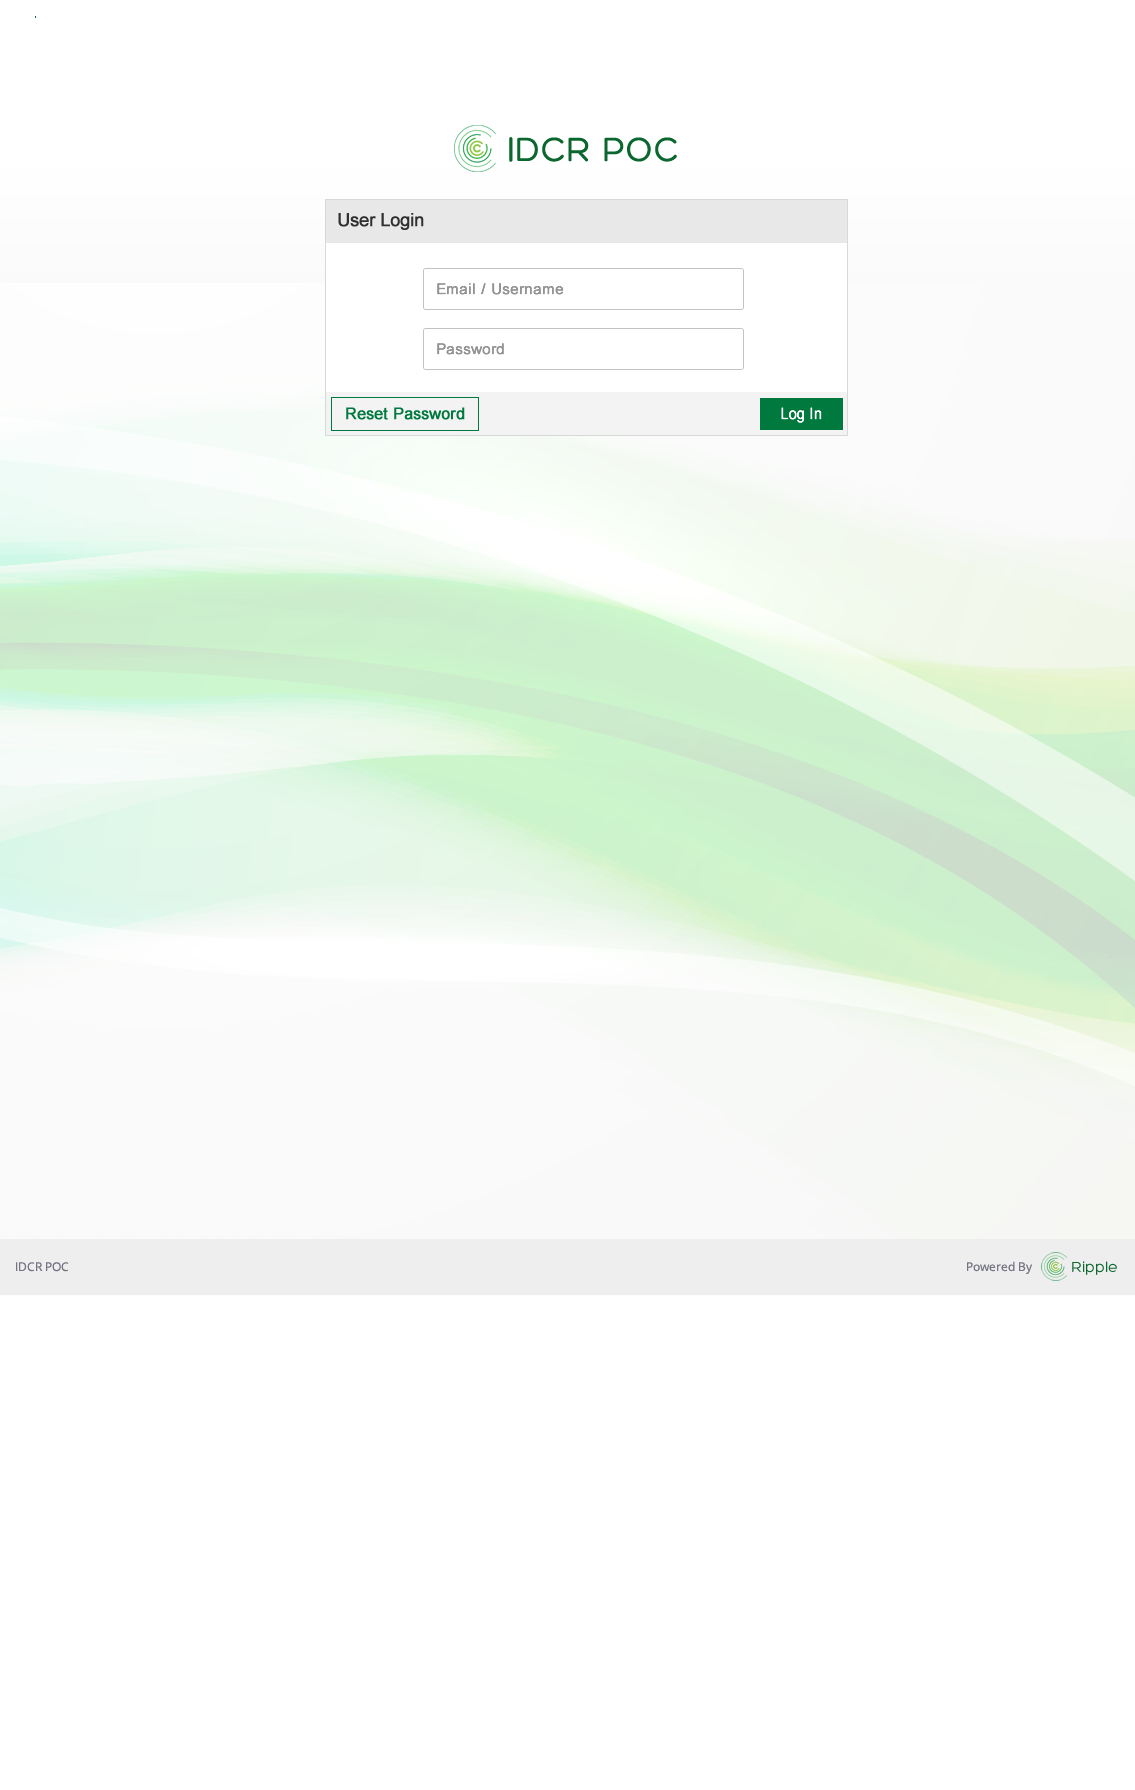 IDCR POC
User Login
Email / Username
Password
Reset Password
Log In
IDCR POC
Powered By Ripple